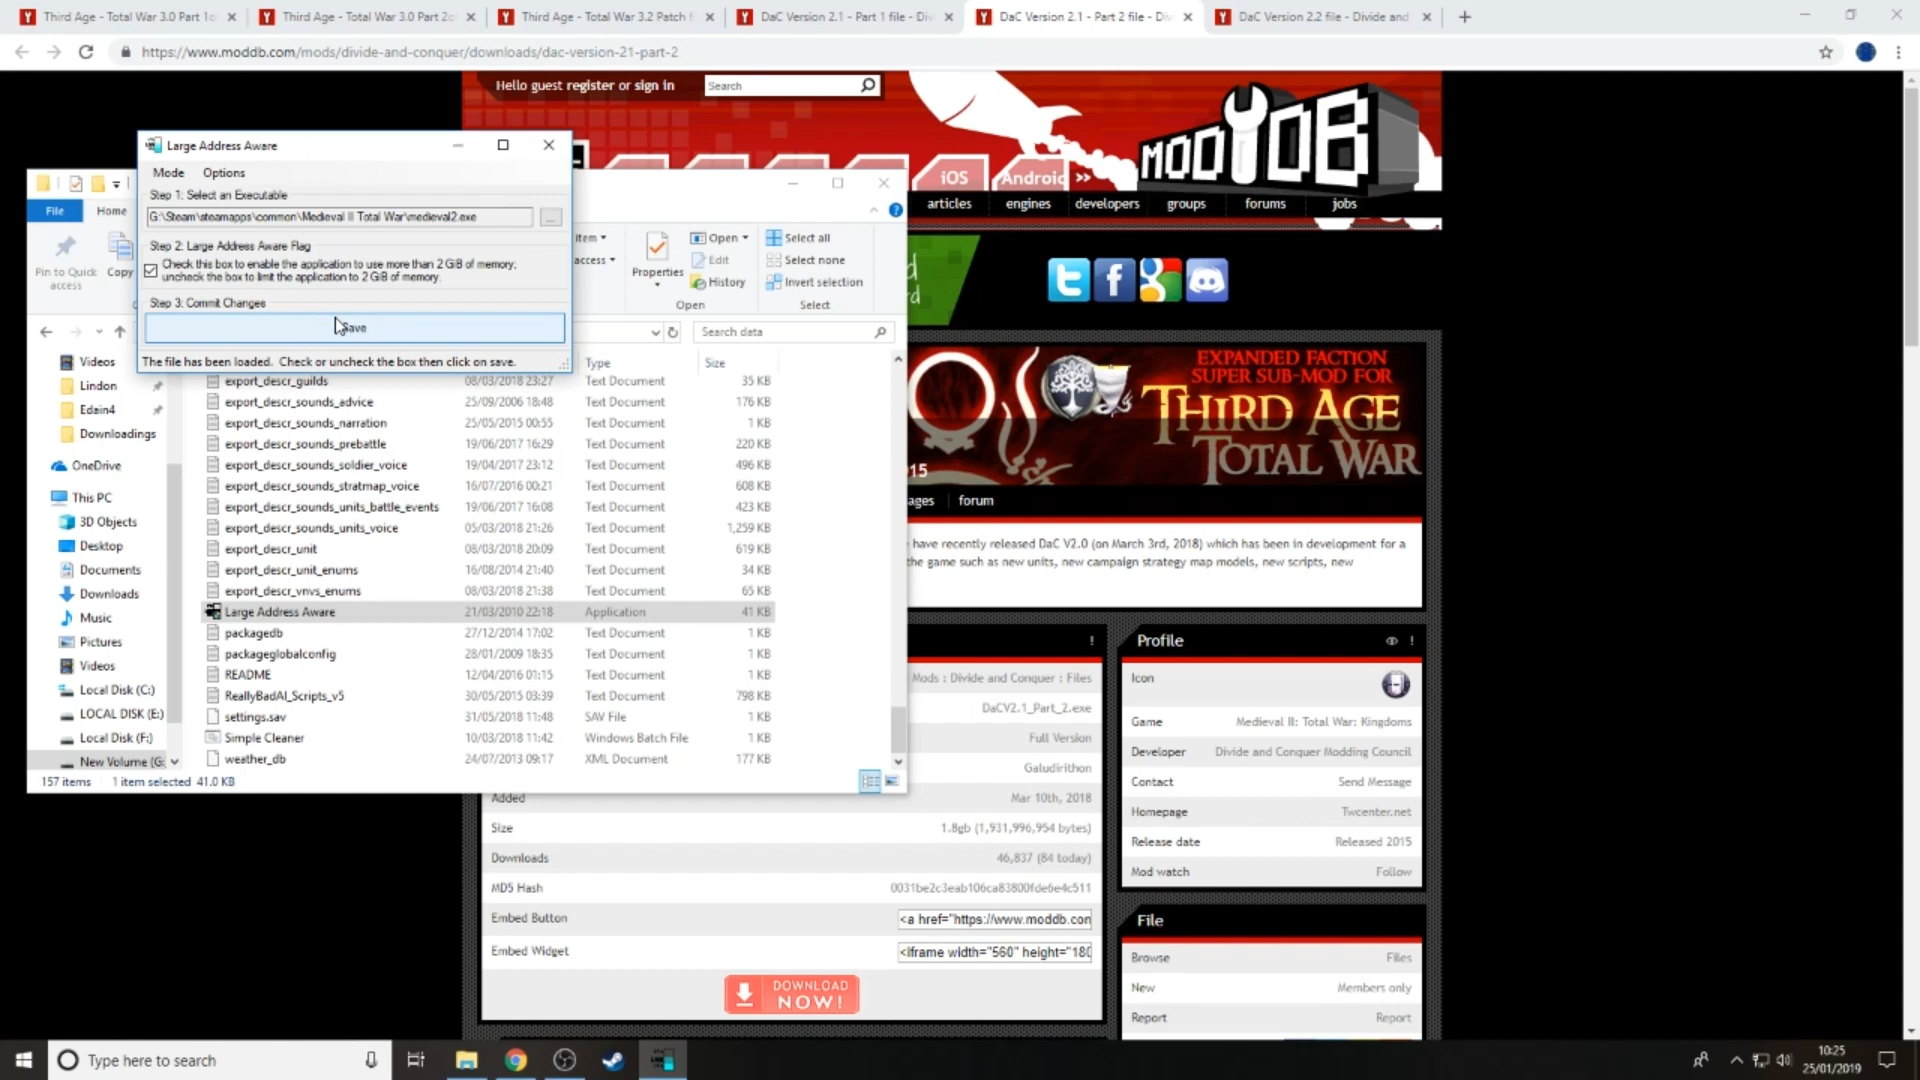 Third Age - Total War 3.0 Part 1o
Third Age - Total War 3.0 Part 2o
Third Age - Total War 3.2 Patch f
DaC Version 2.1 - Part 1 file - Di
DaC Version 2.1 - Part 2 file - Di
DaC Version 2.2 file - Divide and
https://www.moddb.com/mods/divide-and-conquer/downloads/dac-version-21-part-2
Hello guest register or sign in
Search
MODDB
iOS
Android >>
articles
engines
developers
groups
forums
jobs
Large Address Aware
Mode
Options
Step 1: Select an Executable
G:\Steam\steamapps\common\Medieval II Total War\medieval2.exe
...
Step 2: Large Address Aware Flag
Check this box to enable the application to use more than 2 GiB of memory;
uncheck the box to limit the application to 2 GiB of memory.
Step 3: Commit Changes
Save
The file has been loaded. Check or uncheck the box then click on save.
File
Home
Pin to Quick
access
Copy
item
access
Properties
Open
Edit
History
Open
Select all
Select none
Invert selection
Select
Search data
Type
Size
Videos
Lindon
Edain4
Downloadings
OneDrive
This PC
3D Objects
Desktop
Documents
Downloads
Music
Pictures
Videos
Local Disk (C:)
LOCAL DISK (E:)
Local Disk (F:)
New Volume (G:
export_descr_guilds 08/03/2018 23:27 Text Document 35 KB
export_descr_sounds_advice 25/09/2006 18:48 Text Document 176 KB
export_descr_sounds_narration 25/05/2015 00:55 Text Document 1 KB
export_descr_sounds_prebattle 19/06/2017 16:29 Text Document 220 KB
export_descr_sounds_soldier_voice 19/04/2017 23:12 Text Document 496 KB
export_descr_sounds_stratmap_voice 16/07/2016 00:21 Text Document 608 KB
export_descr_sounds_units_battle_events 19/06/2017 16:08 Text Document 423 KB
export_descr_sounds_units_voice 05/03/2018 21:26 Text Document 1,259 KB
export_descr_unit 08/03/2018 20:09 Text Document 619 KB
export_descr_unit_enums 16/08/2014 21:40 Text Document 34 KB
export_descr_vnvs_enums 08/03/2018 21:38 Text Document 65 KB
Large Address Aware 21/03/2010 22:18 Application 41 KB
packagedb 27/12/2014 17:02 Text Document 1 KB
packageglobalconfig 28/01/2009 18:35 Text Document 1 KB
README 12/04/2016 01:15 Text Document 1 KB
ReallyBadAI_Scripts_v5 30/05/2015 03:39 Text Document 798 KB
settings.sav 31/05/2018 11:48 SAV File 1 KB
Simple Cleaner 10/03/2018 11:42 Windows Batch File 1 KB
weather_db 24/07/2013 09:17 XML Document 177 KB
157 items 1 item selected 41.0 KB
EXPANDED FACTION
SUPER SUB-MOD FOR
THIRD AGE
TOTAL WAR
15
ages
forum
have recently released DaC V2.0 (on March 3rd, 2018) which has been in development for a
the game such as new units, new campaign strategy map models, new scripts, new
Mods : Divide and Conquer : Files
DaCV2.1_Part_2.exe
Full Version
Galudirithon
Added Mar 10th, 2018
Size 1.8gb (1,931,996,954 bytes)
Downloads 46,837 (84 today)
MD5 Hash 0031be2c3eab106ca83800fde6e4c511
Embed Button <a href="https://www.moddb.con
Embed Widget <iframe width="560" height="180
DOWNLOAD
NOW!
Profile
Icon
Game Medieval II: Total War: Kingdoms
Developer Divide and Conquer Modding Council
Contact Send Message
Homepage Twcenter.net
Release date Released 2015
Mod watch Follow
File
Browse Files
New Members only
Report Report
Type here to search
10:25
25/01/2019